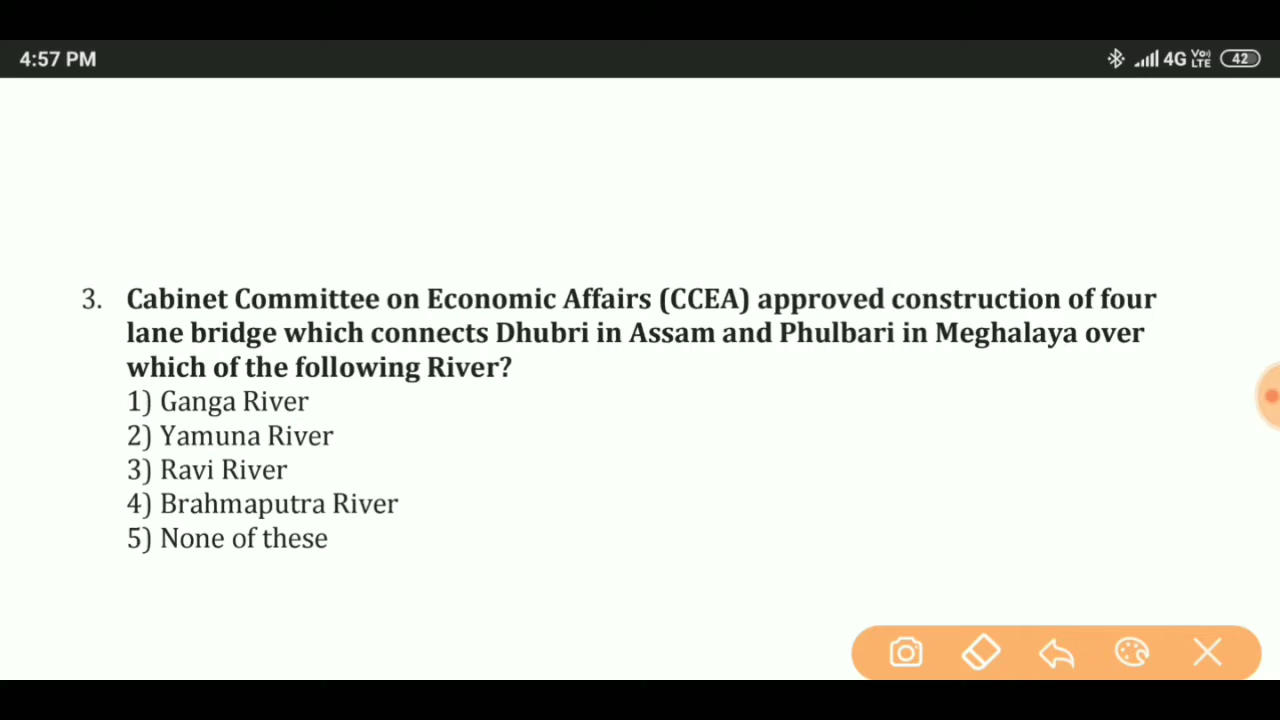 4:57 PM
4G Vo) LTE 42
3. Cabinet Committee on Economic Affairs (CCEA) approved construction of four
lane bridge which connects Dhubri in Assam and Phulbari in Meghalaya over
which of the following River?
1) Ganga River
2) Yamuna River
3) Ravi River
4) Brahmaputra River
5) None of these